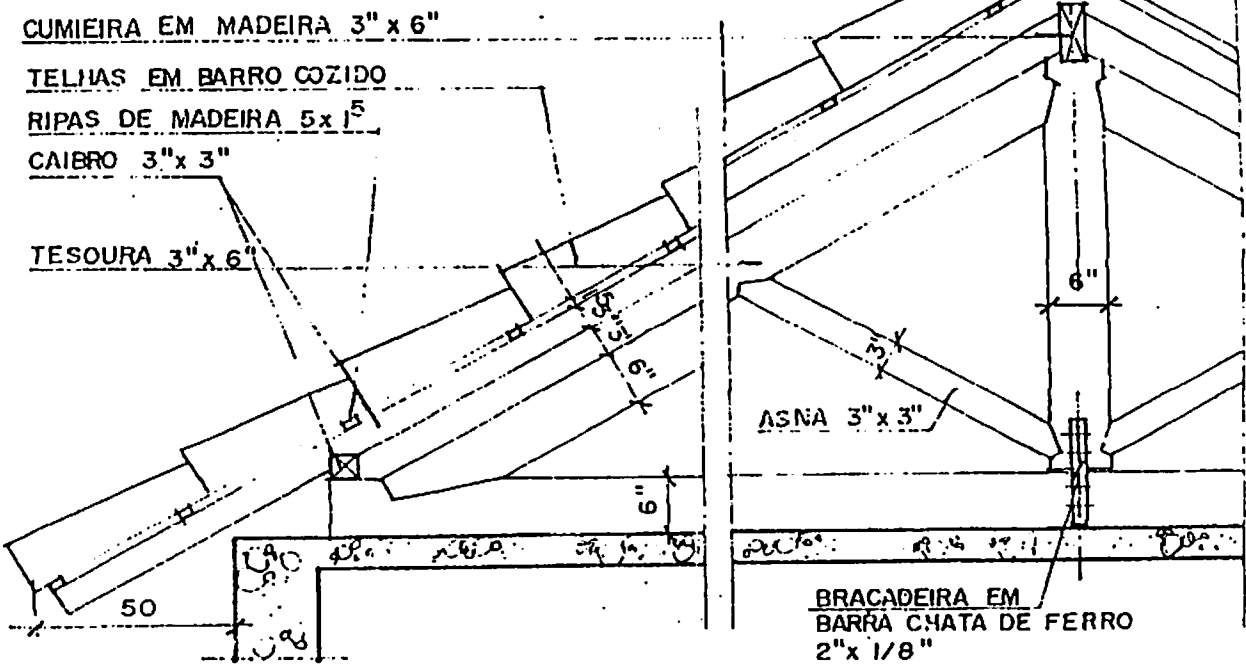 CUMIEIRA EM MADEIRA 3" x 6"
TELHAS EM BARRO COZIDO
RIPAS DE MADEIRA 5 x 1⁵
CAIBRO 3" x 3"
TESOURA 3" x 6"
6"
6"
3"
ASNA 3" x 3"
6"
50
BRACADEIRA EM
BARRA CHATA DE FERRO
2" x 1/8"